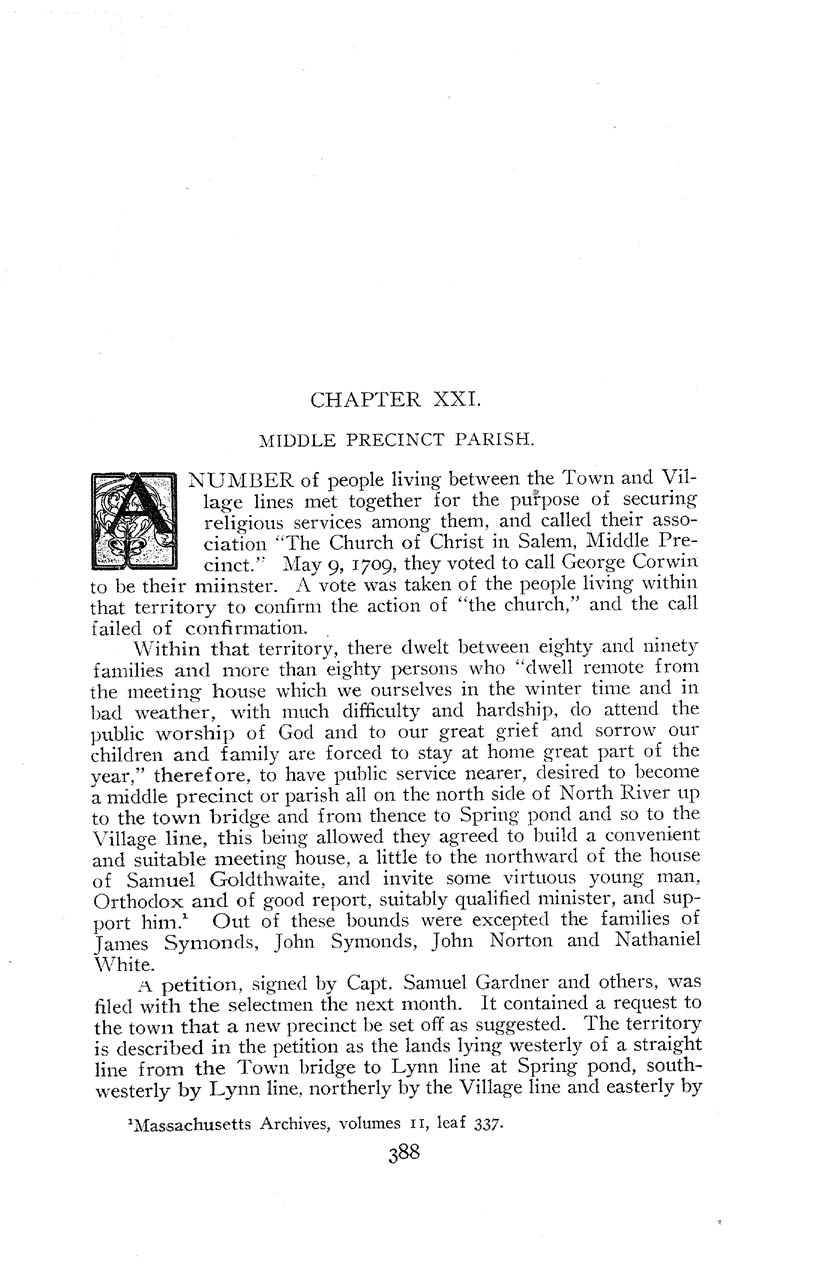 CHAPTER XXI.
MIDDLE PRECINCT PARISH.
A NUMBER of people living between the Town and Vil-
lage lines met together for the purpose of securing
religious services among them, and called their asso-
ciation "The Church of Christ in Salem, Middle Pre-
cinct." May 9, 1709, they voted to call George Corwin
to be their miinster. A vote was taken of the people living within
that territory to confirm the action of "the church," and the call
failed of confirmation.
Within that territory, there dwelt between eighty and ninety
families and more than eighty persons who "dwell remote from
the meeting house which we ourselves in the winter time and in
bad weather, with much difficulty and hardship, do attend the
public worship of God and to our great grief and sorrow our
children and family are forced to stay at home great part of the
year," therefore, to have public service nearer, desired to become
a middle precinct or parish all on the north side of North River up
to the town bridge and from thence to Spring pond and so to the
Village line, this being allowed they agreed to build a convenient
and suitable meeting house, a little to the northward of the house
of Samuel Goldthwaite, and invite some virtuous young man,
Orthodox and of good report, suitably qualified minister, and sup-
port him.¹ Out of these bounds were excepted the families of
James Symonds, John Symonds, John Norton and Nathaniel
White.
A petition, signed by Capt. Samuel Gardner and others, was
filed with the selectmen the next month. It contained a request to
the town that a new precinct be set off as suggested. The territory
is described in the petition as the lands lying westerly of a straight
line from the Town bridge to Lynn line at Spring pond, south-
westerly by Lynn line, northerly by the Village line and easterly by
¹Massachusetts Archives, volumes 11, leaf 337.
388